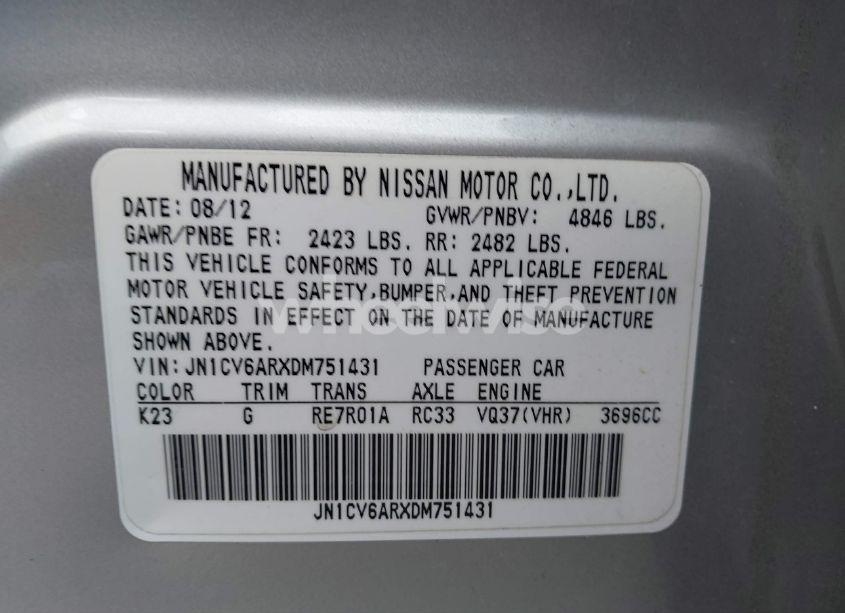 MANUFACTURED BY NISSAN MOTOR CO.,LTD.
DATE: 08/12 GVWR/PNBV: 4846 LBS.
GAWR/PNBE FR: 2423 LBS. RR: 2482 LBS.
THIS VEHICLE CONFORMS TO ALL APPLICABLE FEDERAL
MOTOR VEHICLE SAFETY,BUMPER,AND THEFT PREVENTION
STANDARDS IN EFFECT ON THE DATE OF MANUFACTURE
SHOWN ABOVE.
VIN:JN1CV6ARXDM751431 PASSENGER CAR
COLOR TRIM TRANS AXLE ENGINE
K23 G RE7R01A RC33 VQ37(VHR) 3696CC
JN1CV6ARXDM751431
wheelwise